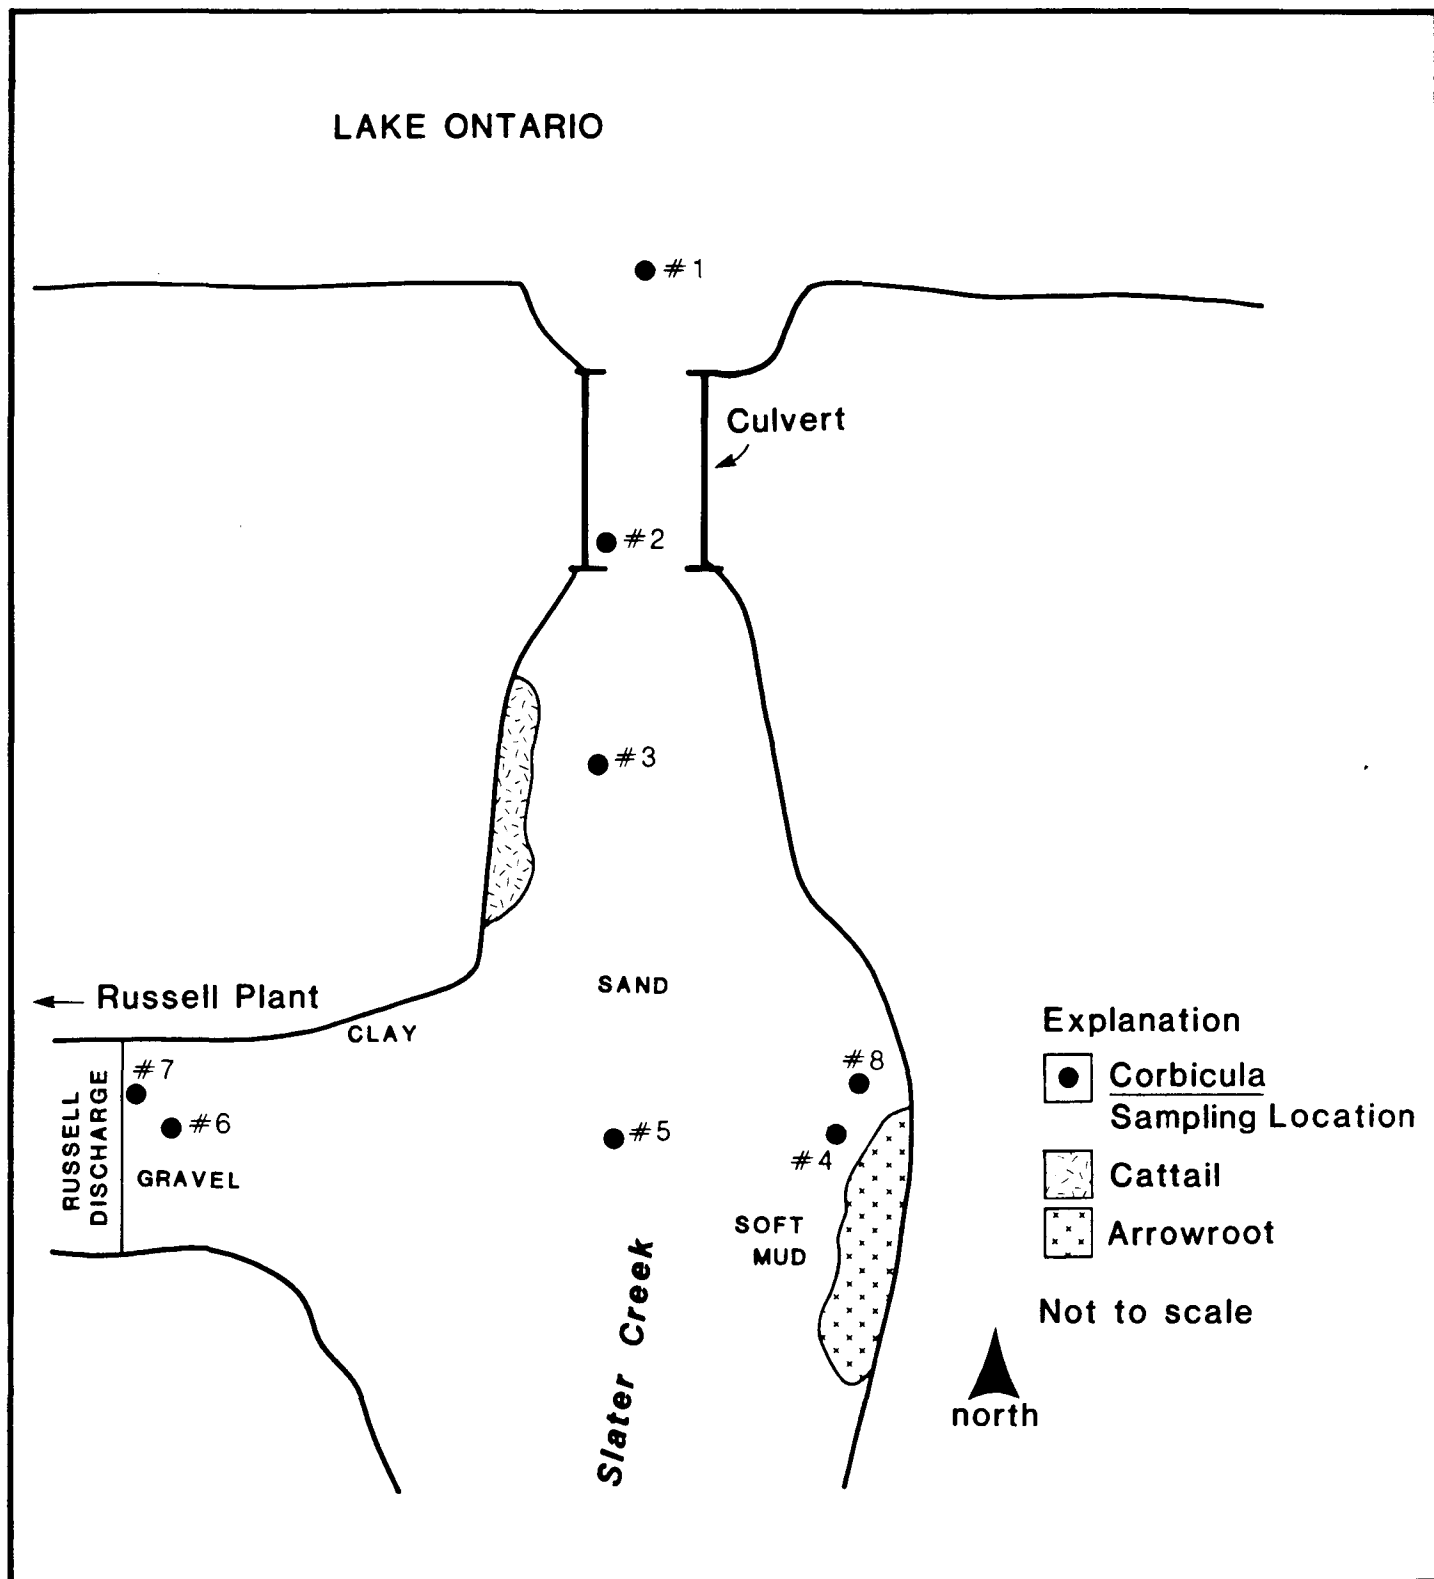 LAKE ONTARIO
#1
Culvert
#2
#3
SAND
Russell Plant
CLAY
#7
#6
RUSSELL
DISCHARGE
GRAVEL
#5
#8
#4
SOFT
MUD
Slater Creek
Explanation
Corbicula
Sampling Location
Cattail
Arrowroot
Not to scale
north